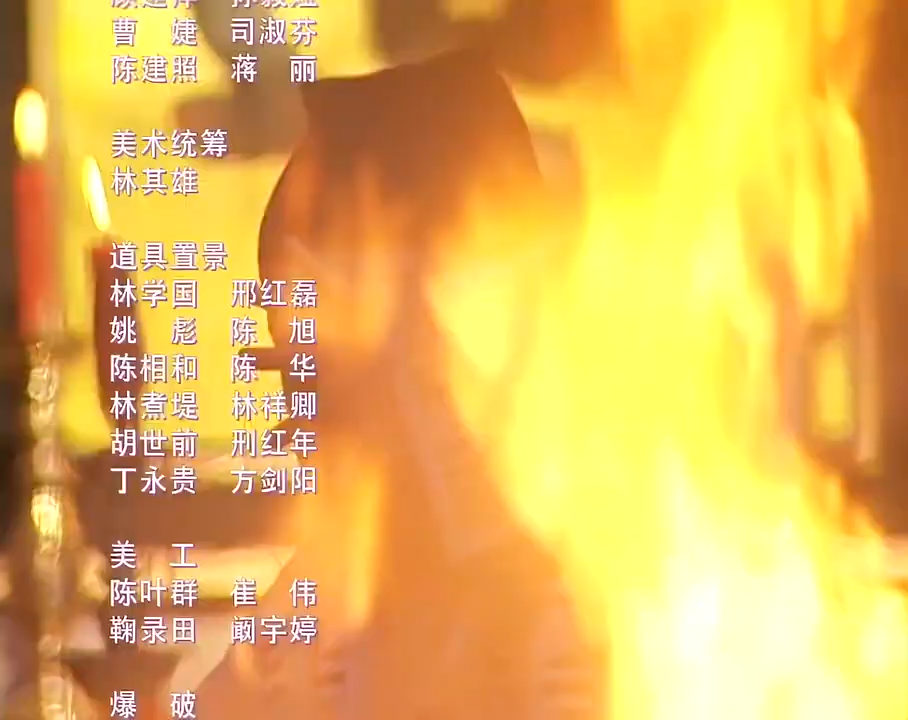 曹 婕 司淑芬
陈建照 蒋 丽
美术统筹
林其雄
道具置景
林学国 邢红磊
姚 彪 陈 旭
陈相和 陈 华
林煮堤 林祥卿
胡世前 刑红年
丁永贵 方剑阳
美 工
陈叶群 崔 伟
鞠录田 阚宇婷
爆 破